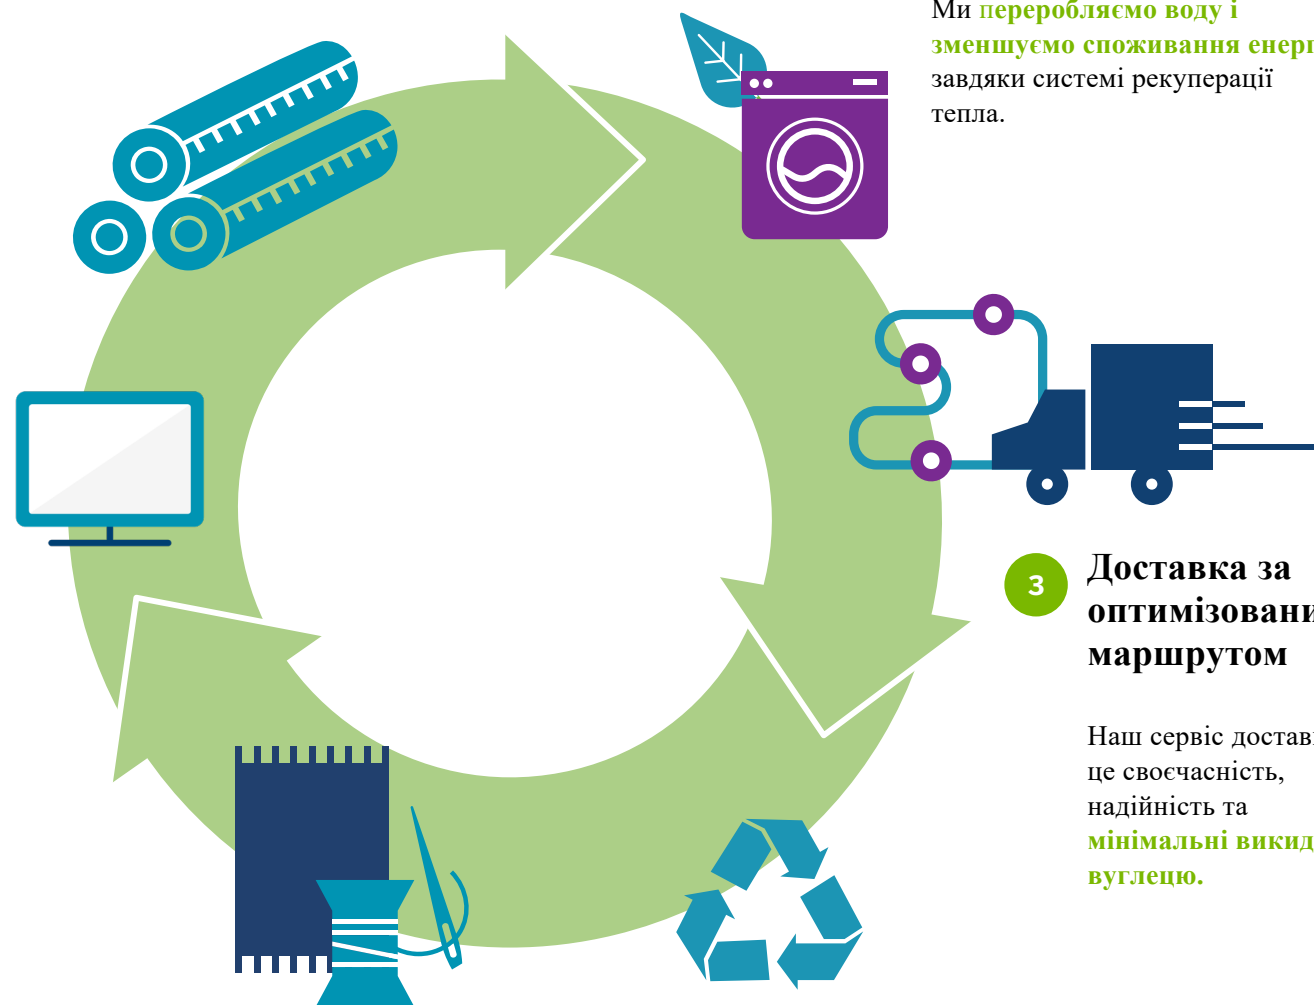 Ми переробляємо воду і
зменшуємо споживання енергі
завдяки системі рекуперації
тепла.
3
Доставка за
оптимізовани
маршрутом
Наш сервіс достав
це своєчасність,
надійність та
мінімальні викид
вуглецю.